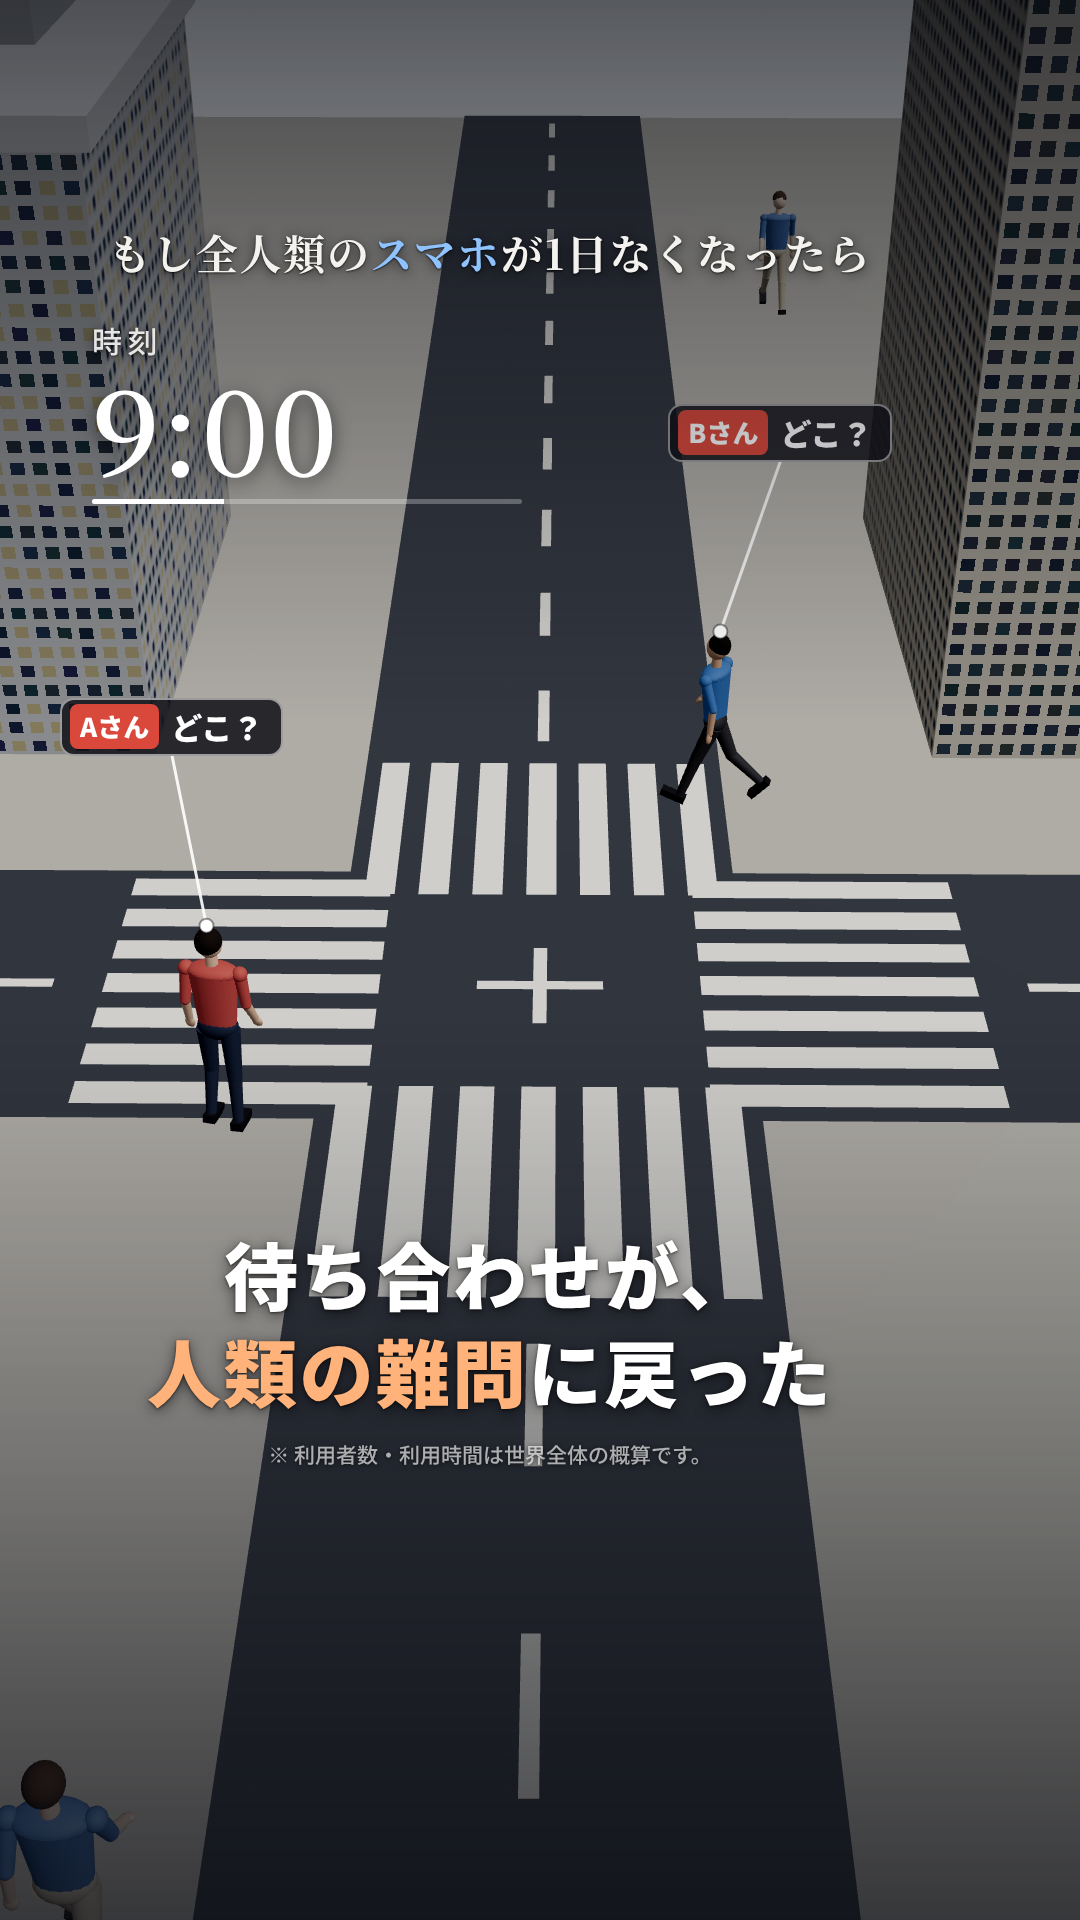 もし全人類のスマホが1日なくなったら
時刻
9:00
Bさん どこ？
Aさん どこ？
待ち合わせが、
人類の難問に戻った
※ 利用者数・利用時間は世界全体の概算です。